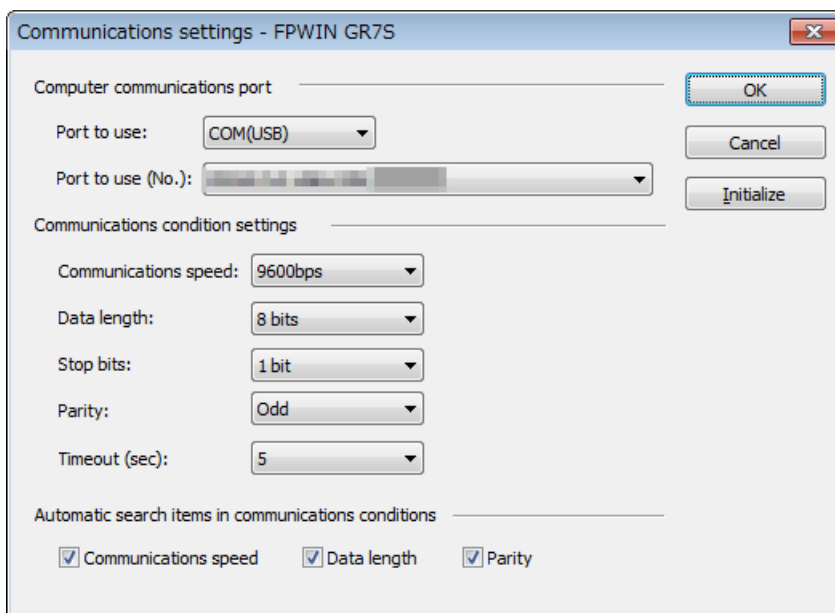 Communications settings - FPWIN GR7S
Computer communications port
OK
Port to use: COM(USB)
Cancel
Port to use (No.):
Initialize
Communications condition settings
Communications speed: 9600bps
Data length: 8 bits
Stop bits: 1 bit
Parity: Odd
Timeout (sec): 5
Automatic search items in communications conditions
Communications speed Data length Parity